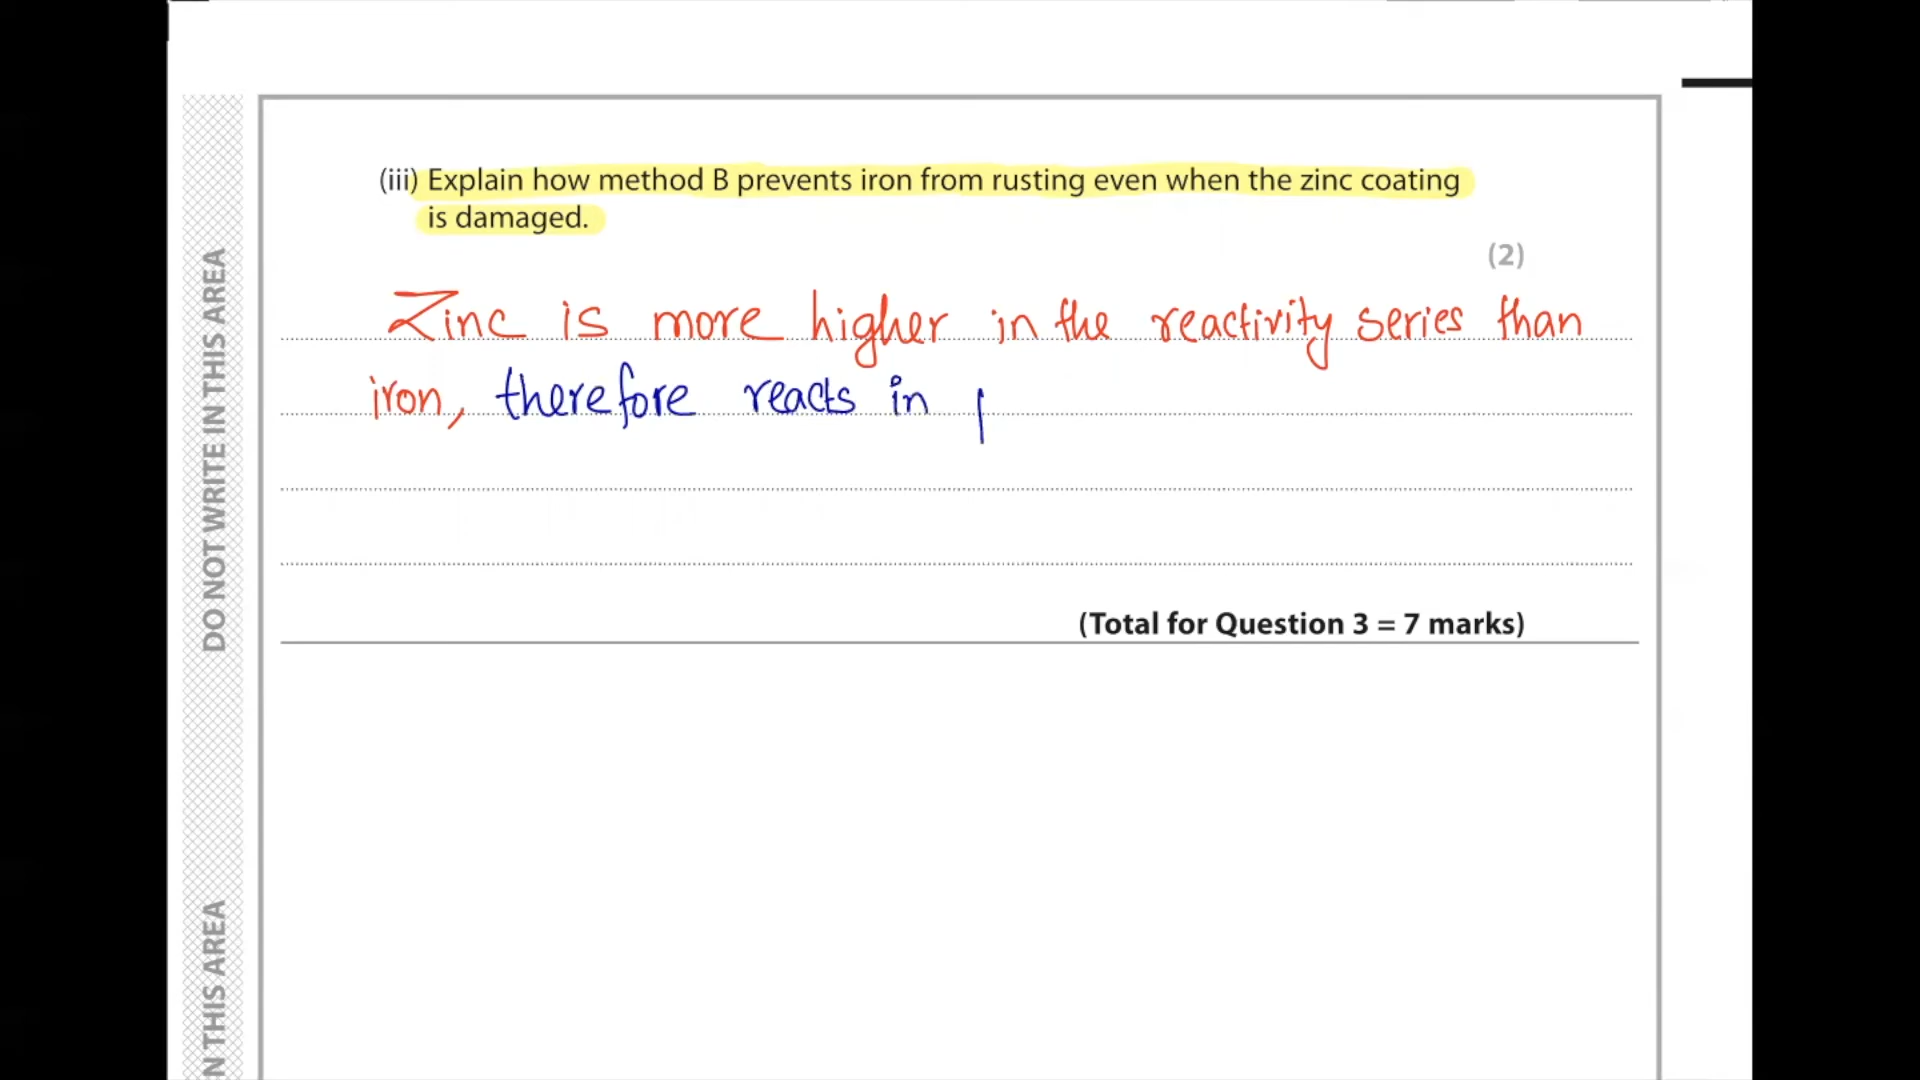 (iii) Explain how method B prevents iron from rusting even when the zinc coating
is damaged.
(2)
Zinc is more higher in the reactivity series than
iron, therefore reacts in
(Total for Question 3 = 7 marks)
DO NOT WRITE IN THIS AREA
N THIS AREA